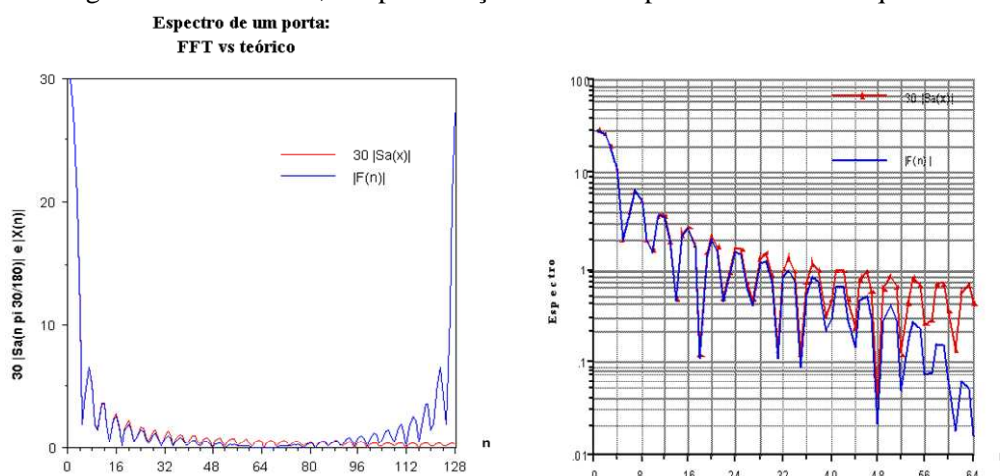 Espectro de um porta:
FFT vs teórico
30 |Sa(n pi 30/180)| e |X(n)|
30
20
10
0
30 |Sa(x)|
|F(n)|
0 16 32 48 64 80 96 112 128
n
Espectro
100
10
1
.1
.01
30 |Sa(x)|
|F(n)|
0 8 16 24 32 40 48 56 64